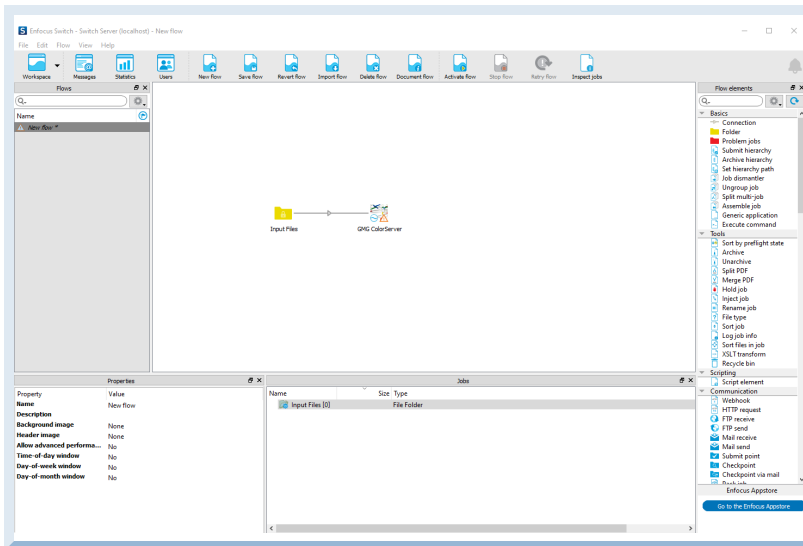 Enfocus Switch - Switch Server (localhost) - New flow
File Edit Flow View Help
Workspace Messages Statistics Users New flow Save flow Revert flow Import flow Delete flow Document flow Activate flow Stop flow Retry flow Inspect jobs
Flows
Name
New flow *
Input Files
GMG ColorServer
Flow elements
Basics
Connection
Folder
Problem jobs
Submit hierarchy
Archive hierarchy
Set hierarchy path
Job dismantler
Ungroup job
Split multi-job
Assemble job
Generic application
Execute command
Tools
Sort by preflight state
Archive
Unarchive
Split PDF
Merge PDF
Hold job
Inject job
Rename job
File type
Sort job
Log job info
Sort files in job
XSLT transform
Recycle bin
Scripting
Script element
Communication
Webhook
HTTP request
FTP receive
FTP send
Mail receive
Mail send
Submit point
Checkpoint
Checkpoint via mail
Enfocus Appstore
Go to the Enfocus Appstore
Properties
Property Value
Name New flow
Description
Background image None
Header image None
Allow advanced performa... No
Time-of-day window No
Day-of-week window No
Day-of-month window No
Jobs
Name Size Type
Input Files [0] File Folder